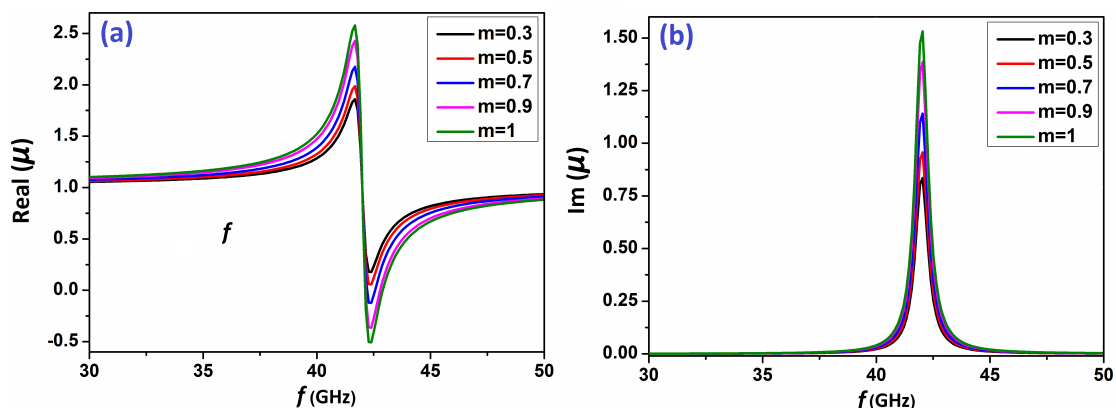 (a)
m=0.3
m=0.5
m=0.7
m=0.9
m=1
Real (μ)
2.5
2.0
1.5
1.0
0.5
0.0
-0.5
f
30
35
40
45
50
f (GHz)
(b)
m=0.3
m=0.5
m=0.7
m=0.9
m=1
Im (μ)
1.50
1.25
1.00
0.75
0.50
0.25
0.00
30
35
40
45
50
f (GHz)